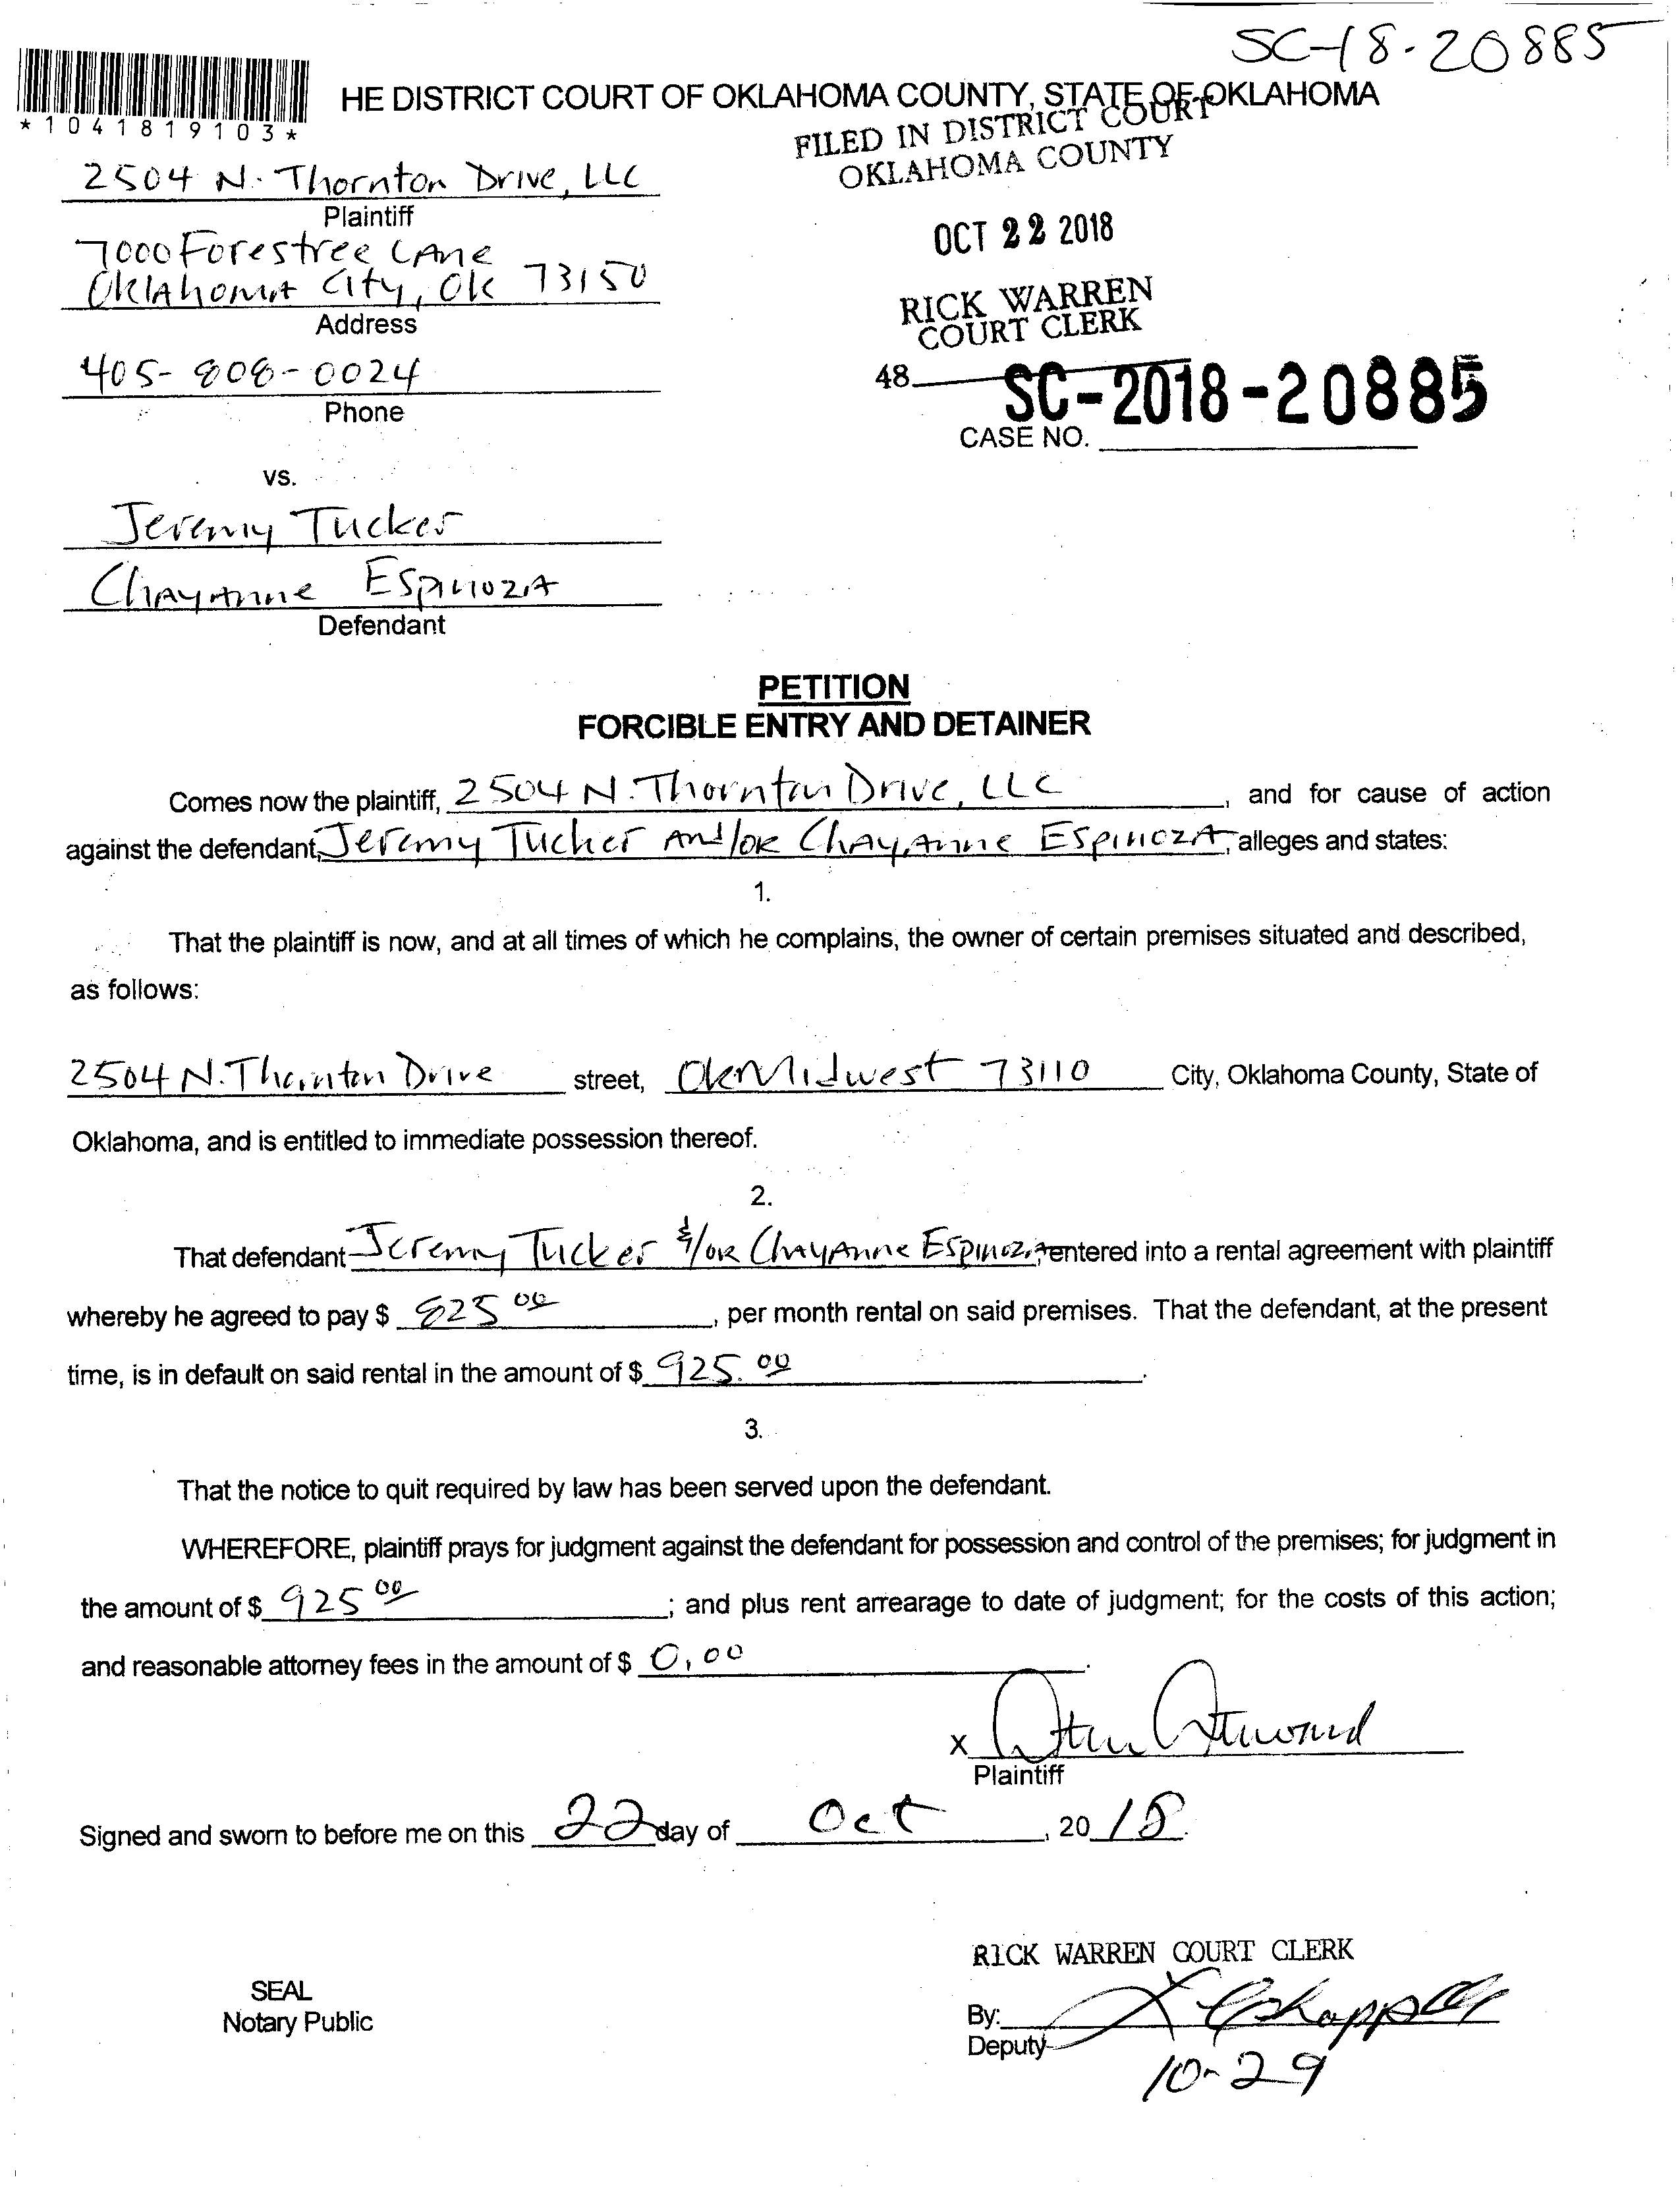 SC-18-20885
*1041819103*
HE DISTRICT COURT OF OKLAHOMA COUNTY, STATE OF OKLAHOMA
FILED IN DISTRICT COURT
OKLAHOMA COUNTY
2504 N. Thornton Drive, LLC
Plaintiff
OCT 22 2018
7000 Forestree Lane
Oklahoma City, Ok 73150
Address
RICK WARREN
COURT CLERK
405-808-0024
Phone
48
SC-2018-20885
CASE NO.
vs.
Jeremy Tucker
Chayanne Espinoza
Defendant
PETITION
FORCIBLE ENTRY AND DETAINER
Comes now the plaintiff, 2504 N. Thornton Drive, LLC, and for cause of action
against the defendant, Jeremy Tucker And/or Chayanne Espinoza, alleges and states:
1.
That the plaintiff is now, and at all times of which he complains, the owner of certain premises situated and described,
as follows:
2504 N. Thornton Drive street, Midwest 73110 City, Oklahoma County, State of
Oklahoma, and is entitled to immediate possession thereof.
2.
That defendant Jeremy Tucker &/or Chayanne Espinoza, entered into a rental agreement with plaintiff
whereby he agreed to pay $ 825 00, per month rental on said premises. That the defendant, at the present
time, is in default on said rental in the amount of $ 925. 00.
3.
That the notice to quit required by law has been served upon the defendant.
WHEREFORE, plaintiff prays for judgment against the defendant for possession and control of the premises; for judgment in
the amount of $ 925 00; and plus rent arrearage to date of judgment; for the costs of this action;
and reasonable attorney fees in the amount of $ 0.00.
x
Plaintiff
Signed and sworn to before me on this 22 day of Oct, 20 18.
RICK WARREN COURT CLERK
SEAL
Notary Public
By:
Deputy
10-29